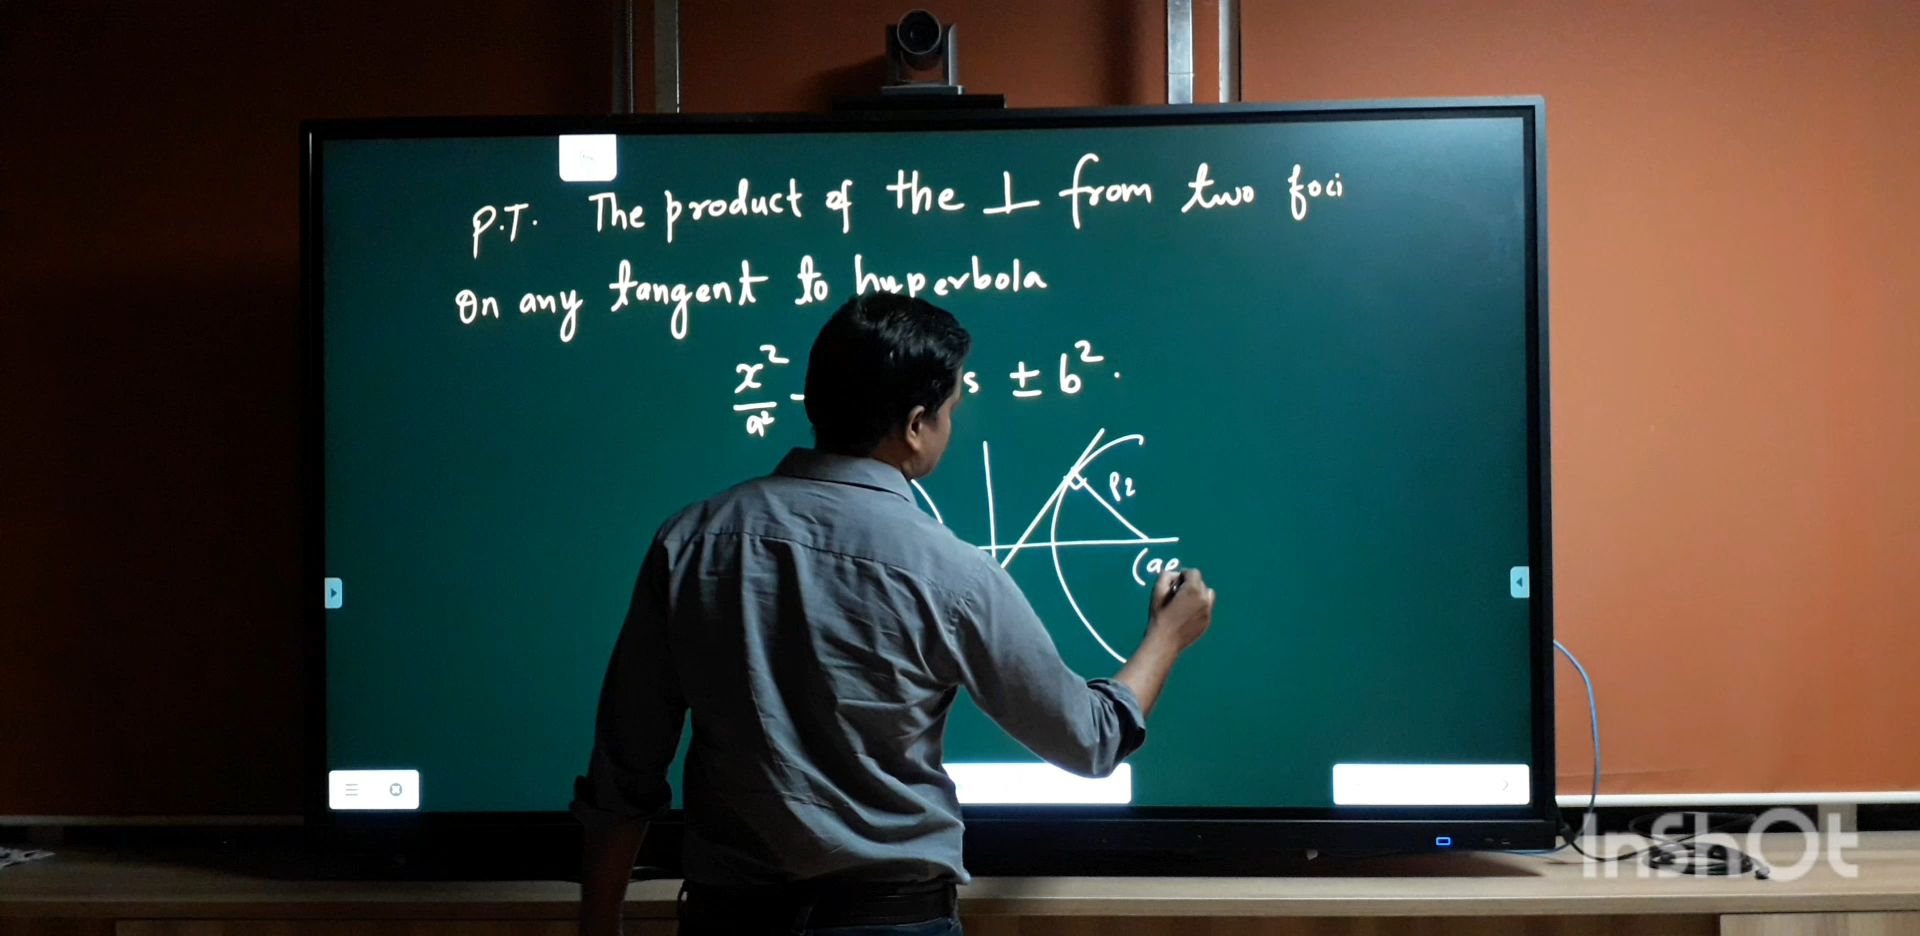 P.T. The product of the ⊥ from two foci
on any tangent to hyperbola
x²/a² - s ± b².
P2
(ae
InShOt